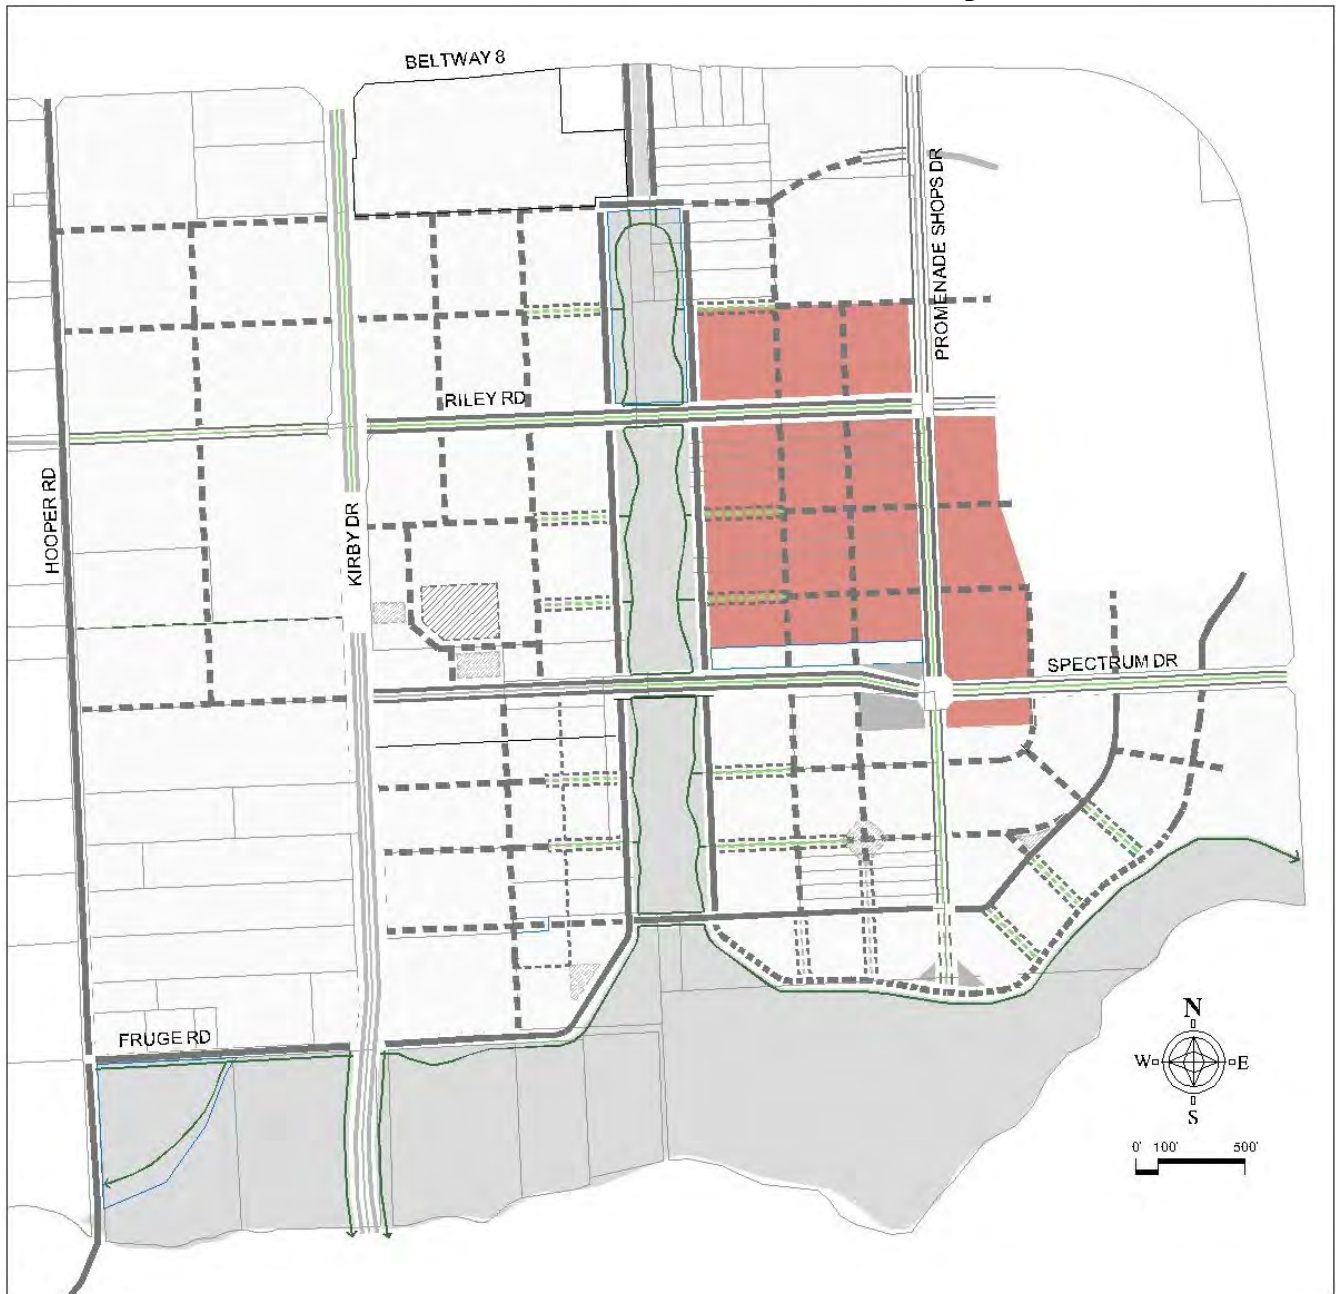 BELTWAY 8
PROMENADE SHOPS DR
RILEY RD
HOOPER RD
KIRBY DR
SPECTRUM DR
FRUGE RD
N
W E
S
0' 100' 500'